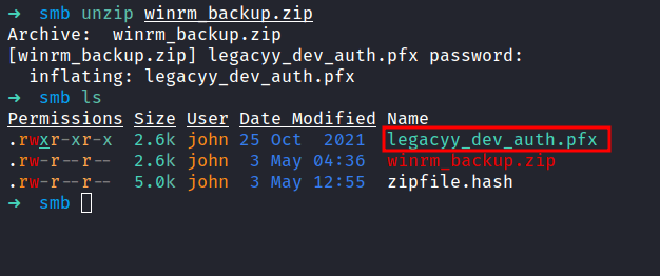 → smb unzip winrm_backup.zip
Archive:  winrm_backup.zip
[winrm_backup.zip] legacyy_dev_auth.pfx password:
  inflating: legacyy_dev_auth.pfx
→ smb ls
Permissions Size User Date Modified Name
.rwxr-xr-x 2.6k john 25 Oct  2021 legacyy_dev_auth.pfx
.rw-r--r-- 2.6k john  3 May 04:36 winrm_backup.zip
.rw-r--r-- 5.0k john  3 May 12:55 zipfile.hash
→ smb